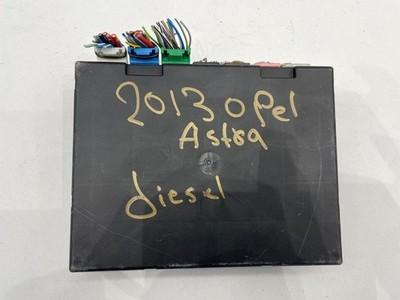 2013 Opel
Astra
diesel